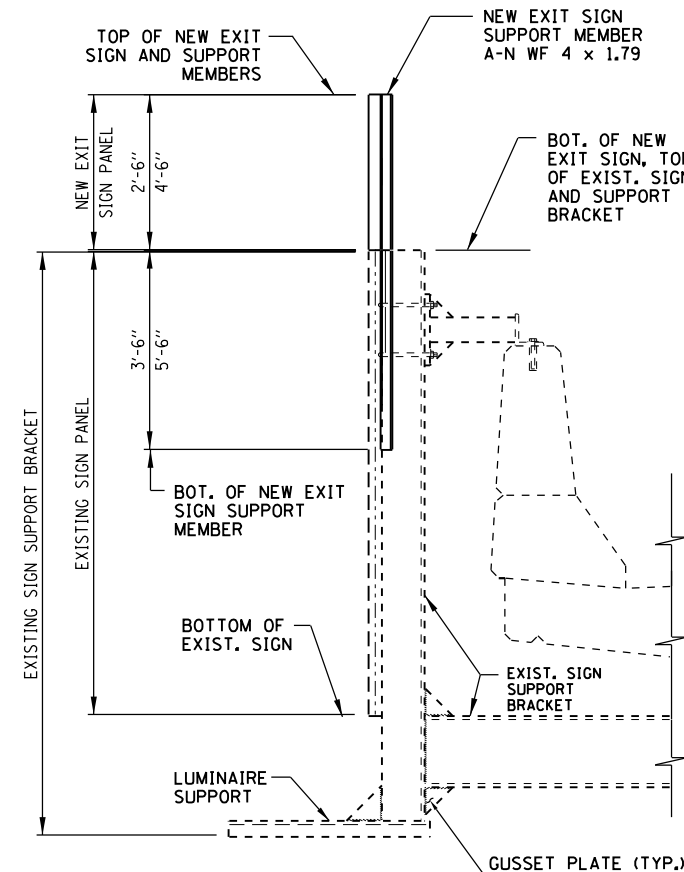 TOP OF NEW EXIT
SIGN AND SUPPORT
MEMBERS
NEW EXIT SIGN
SUPPORT MEMBER
A-N WF 4 x 1.79
NEW EXIT
SIGN PANEL
2'-6"
4'-6"
BOT. OF NEW
EXIT SIGN, TOP
OF EXIST. SIGN
AND SUPPORT
BRACKET
3'-6"
5'-6"
EXISTING SIGN SUPPORT BRACKET
EXISTING SIGN PANEL
BOT. OF NEW EXIT
SIGN SUPPORT
MEMBER
BOTTOM OF
EXIST. SIGN
EXIST. SIGN
SUPPORT
BRACKET
LUMINAIRE
SUPPORT
GUSSET PLATE (TYP.)